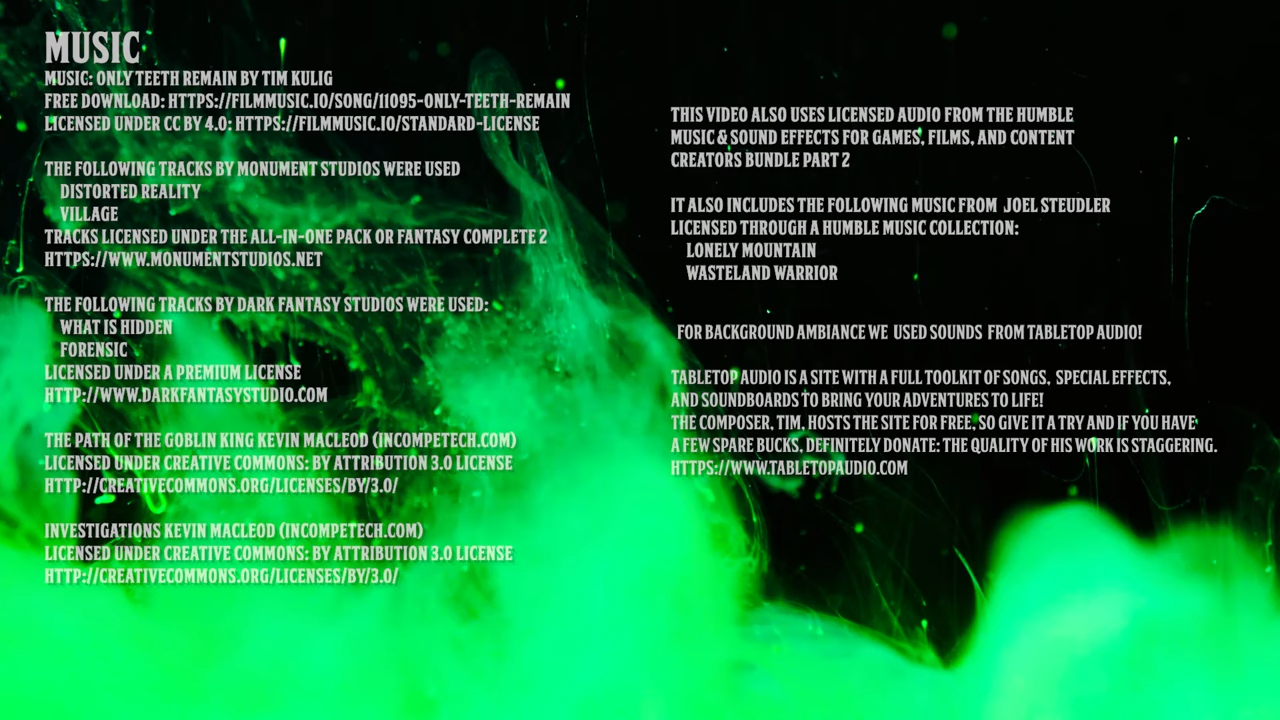 MUSIC
MUSIC: ONLY TEETH REMAIN BY TIM KULIG
FREE DOWNLOAD: HTTPS://FILMMUSIC.IO/SONG/11095-ONLY-TEETH-REMAIN
LICENSED UNDER CC BY 4.0: HTTPS://FILMMUSIC.IO/STANDARD-LICENSE
THE FOLLOWING TRACKS BY MONUMENT STUDIOS WERE USED
DISTORTED REALITY
VILLAGE
TRACKS LICENSED UNDER THE ALL-IN-ONE PACK OR FANTASY COMPLETE 2
HTTPS://WWW.MONUMENTSTUDIOS.NET
THE FOLLOWING TRACKS BY DARK FANTASY STUDIOS WERE USED:
WHAT IS HIDDEN
FORENSIC
LICENSED UNDER A PREMIUM LICENSE
HTTP://WWW.DARKFANTASYSTUDIO.COM
THE PATH OF THE GOBLIN KING KEVIN MACLEOD (INCOMPETECH.COM)
LICENSED UNDER CREATIVE COMMONS: BY ATTRIBUTION 3.0 LICENSE
HTTP://CREATIVECOMMONS.ORG/LICENSES/BY/3.0/
INVESTIGATIONS KEVIN MACLEOD (INCOMPETECH.COM)
LICENSED UNDER CREATIVE COMMONS: BY ATTRIBUTION 3.0 LICENSE
HTTP://CREATIVECOMMONS.ORG/LICENSES/BY/3.0/
THIS VIDEO ALSO USES LICENSED AUDIO FROM THE HUMBLE
MUSIC & SOUND EFFECTS FOR GAMES, FILMS, AND CONTENT
CREATORS BUNDLE PART 2
IT ALSO INCLUDES THE FOLLOWING MUSIC FROM JOEL STEUDLER
LICENSED THROUGH A HUMBLE MUSIC COLLECTION:
LONELY MOUNTAIN
WASTELAND WARRIOR
FOR BACKGROUND AMBIANCE WE USED SOUNDS FROM TABLETOP AUDIO!
TABLETOP AUDIO IS A SITE WITH A FULL TOOLKIT OF SONGS, SPECIAL EFFECTS,
AND SOUNDBOARDS TO BRING YOUR ADVENTURES TO LIFE!
THE COMPOSER, TIM, HOSTS THE SITE FOR FREE, SO GIVE IT A TRY AND IF YOU HAVE
A FEW SPARE BUCKS, DEFINITELY DONATE: THE QUALITY OF HIS WORK IS STAGGERING.
HTTPS://WWW.TABLETOPAUDIO.COM